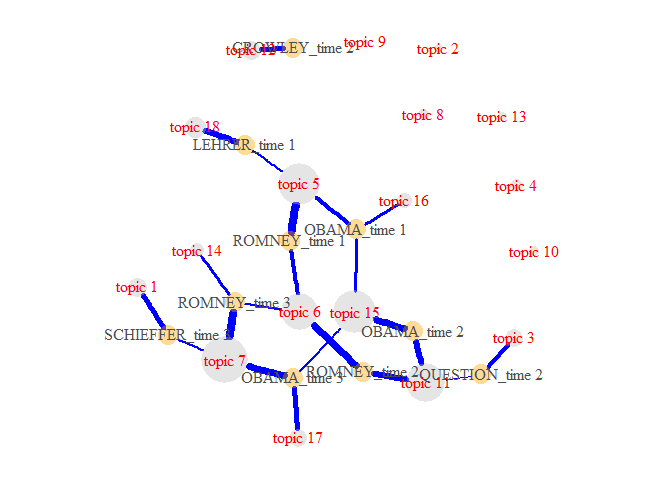 topic 9
CROWLEY_time 2
topic 12
topic 2
topic 8
topic 13
topic 18
LEHRER_time 1
topic 5
topic 4
topic 16
OBAMA_time 1
ROMNEY_time 1
topic 14
topic 10
topic 1
ROMNEY_time 3
topic 6
topic 15
SCHIEFFER_time 3
OBAMA_time 2
topic 3
topic 7
ROMNEY_time 2
QUESTION_time 2
OBAMA_time 3
topic 11
topic 17